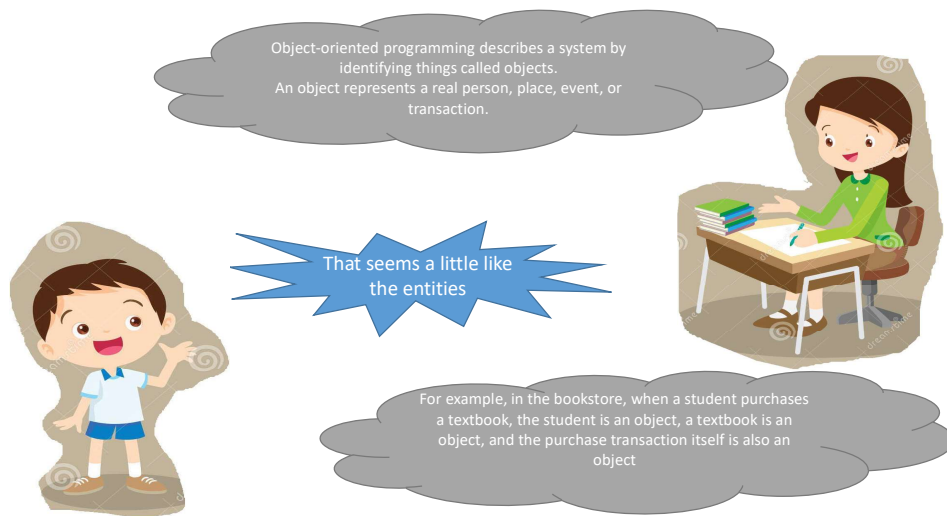 Object-oriented programming describes a system by
identifying things called objects.
An object represents a real person, place, event, or
transaction.
That seems a little like
the entities
For example, in the bookstore, when a student purchases
a textbook, the student is an object, a textbook is an
object, and the purchase transaction itself is also an
object